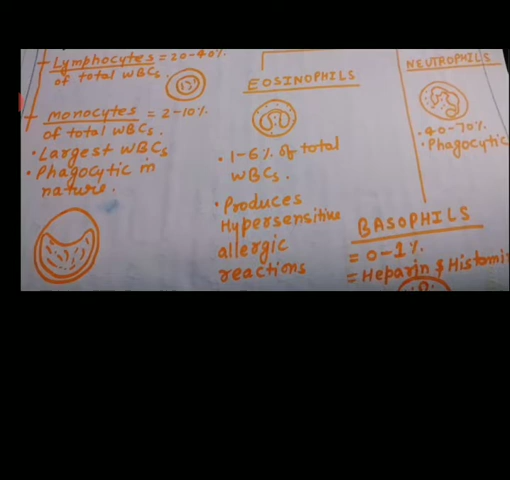 Lymphocytes = 20-40%
of total WBCs.
Monocytes = 2-10%
of total WBCs.
• Largest WBCs
• Phagocytic in
nature.
EOSINOPHILS
• 1-6% of total
WBCs.
• Produces
Hypersensitive
allergic
reactions
NEUTROPHILS
• 40-70%
• Phagocytic
BASOPHILS
= 0-1%
= Heparin & Histami